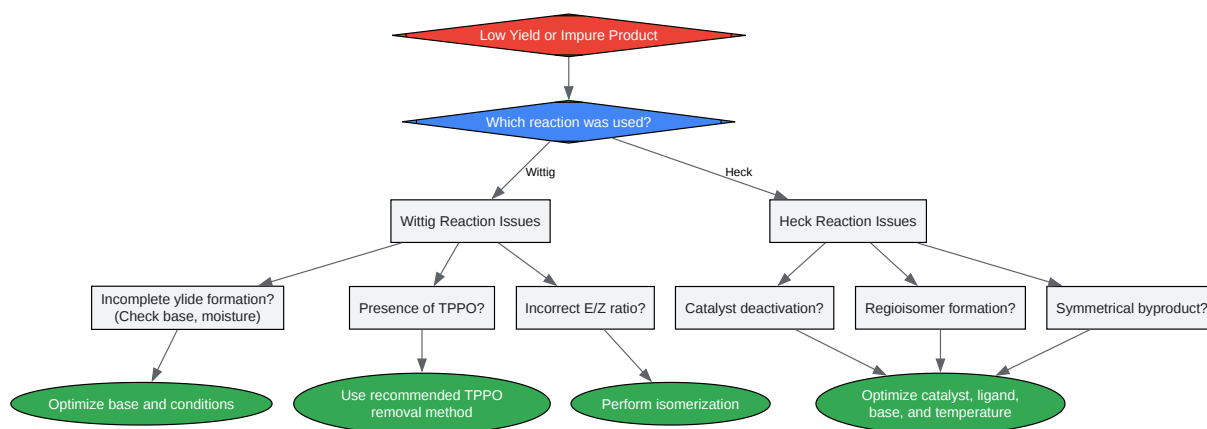 Low Yield or Impure Product
Which reaction was used?
Wittig
Heck
Wittig Reaction Issues
Heck Reaction Issues
Incomplete ylide formation?
(Check base, moisture)
Presence of TPPO?
Incorrect E/Z ratio?
Catalyst deactivation?
Regioisomer formation?
Symmetrical byproduct?
Optimize base and conditions
Use recommended TPPO
removal method
Perform isomerization
Optimize catalyst, ligand,
base, and temperature